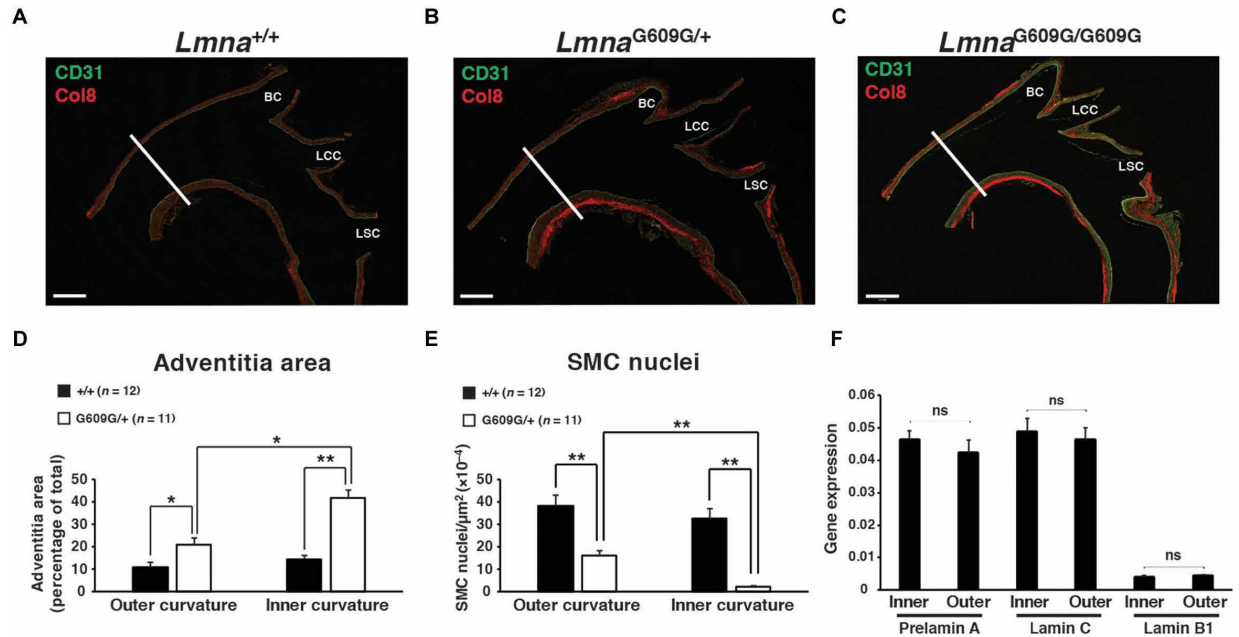 A
Lmna+/+
CD31
Col8
BC
LCC
LSC
B
LmnaG609G/+
CD31
Col8
BC
LCC
LSC
C
LmnaG609G/G609G
CD31
Col8
BC
LCC
LSC
D
Adventitia area
+/+ (n = 12)
G609G/+ (n = 11)
*
*
**
Adventitia area
(percentage of total)
50
40
30
20
10
0
Outer curvature
Inner curvature
E
SMC nuclei
+/+ (n = 12)
G609G/+ (n = 11)
**
**
**
SMC nuclei/μm² (×10⁻⁴)
50
40
30
20
10
0
Outer curvature
Inner curvature
F
Gene expression
0.06
0.05
0.04
0.03
0.02
0.01
0
ns
ns
ns
Inner Outer Inner Outer Inner Outer
Prelamin A Lamin C Lamin B1